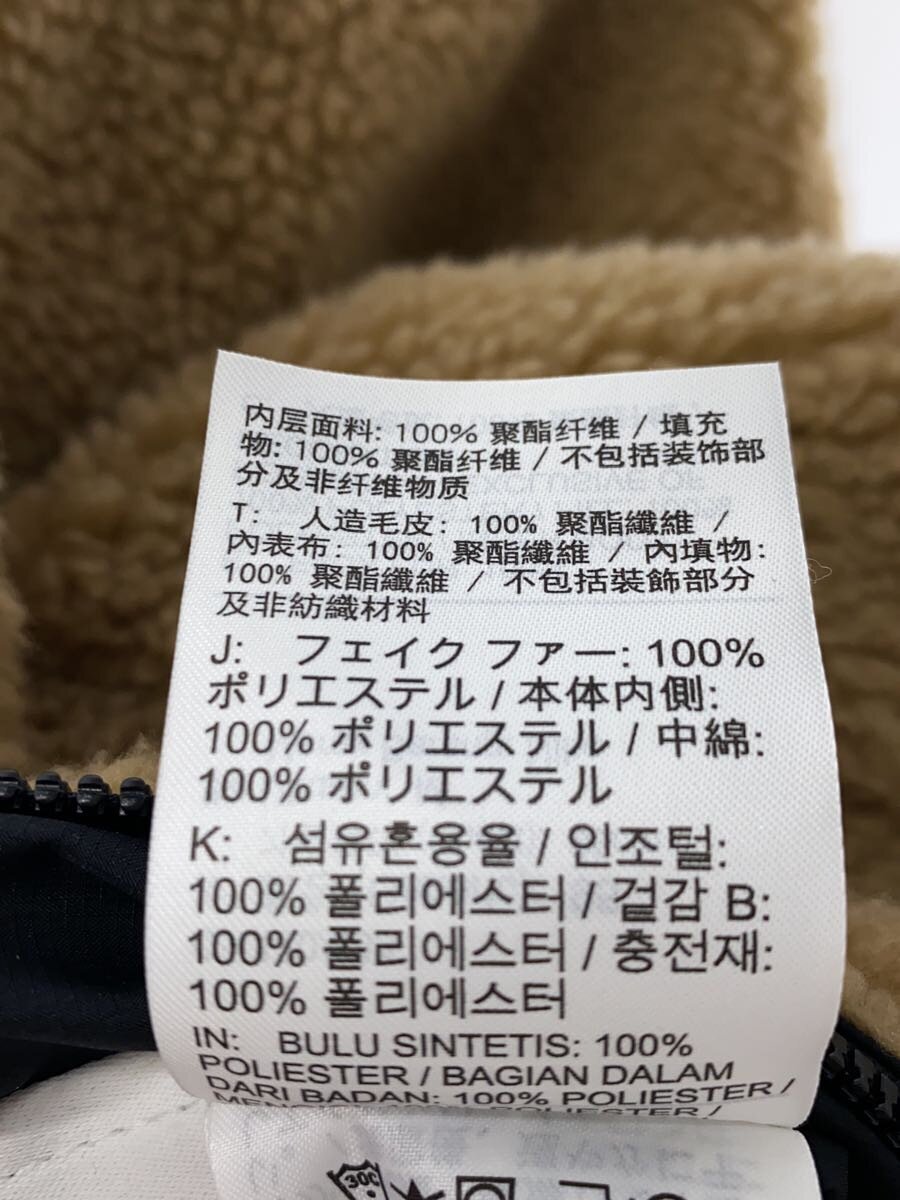 内层面料: 100% 聚酯纤维 / 填充
物: 100% 聚酯纤维 / 不包括装饰部
分及非纤维物质
T: 人造毛皮: 100% 聚酯纖維 /
內表布: 100% 聚酯纖維 / 內填物:
100% 聚酯纖維 / 不包括裝飾部分
及非紡織材料
J: フェイク ファー: 100%
ポリエステル / 本体内側:
100% ポリエステル / 中綿:
100% ポリエステル
K: 섬유혼용율 / 인조털:
100% 폴리에스터 / 겉감 B:
100% 폴리에스터 / 충전재:
100% 폴리에스터
IN: BULU SINTETIS: 100%
POLIESTER / BAGIAN DALAM
DARI BADAN: 100% POLIESTER /
POLIESTER /
30C